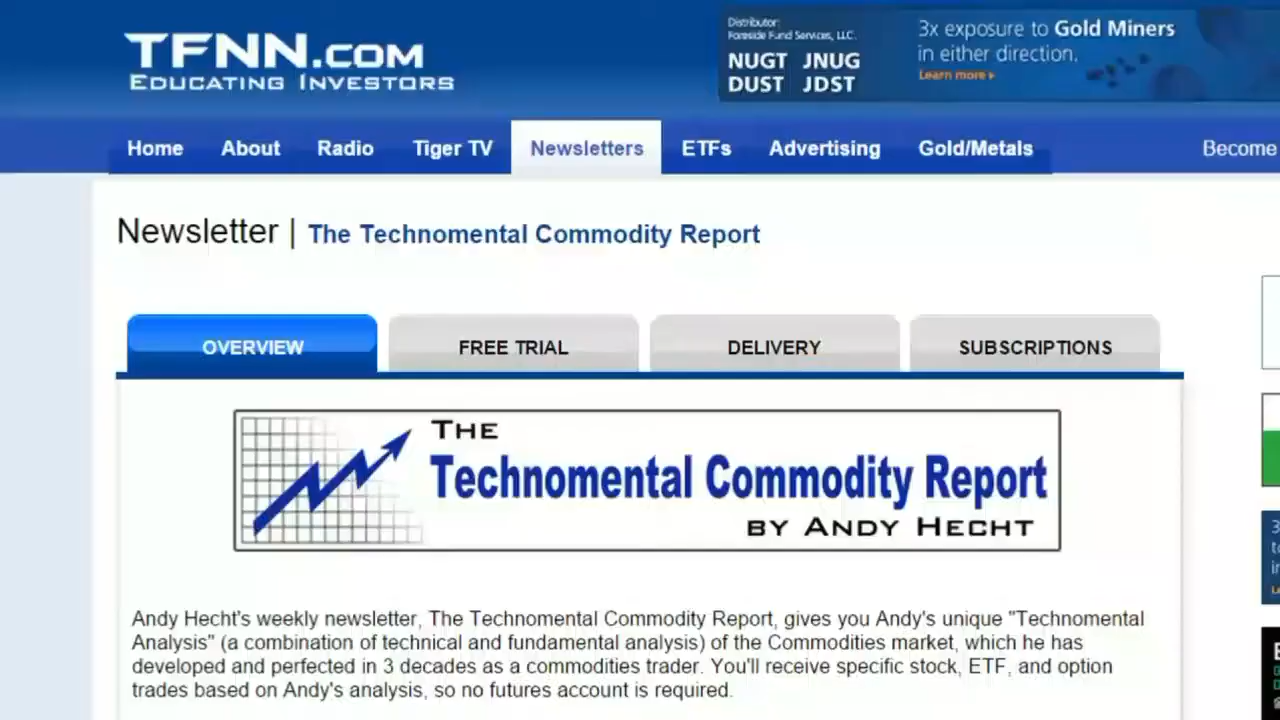 TFNN.COM
EDUCATING INVESTORS
Distributor:
Foreside Fund Services, LLC.
NUGT JNUG
DUST JDST
3x exposure to Gold Miners
in either direction.
Learn more
Home About Radio Tiger TV Newsletters ETFs Advertising Gold/Metals Become
Newsletter | The Technomental Commodity Report
OVERVIEW FREE TRIAL DELIVERY SUBSCRIPTIONS
THE
Technomental Commodity Report
BY ANDY HECHT
Andy Hecht's weekly newsletter, The Technomental Commodity Report, gives you Andy's unique "Technomental
Analysis" (a combination of technical and fundamental analysis) of the Commodities market, which he has
developed and perfected in 3 decades as a commodities trader. You'll receive specific stock, ETF, and option
trades based on Andy's analysis, so no futures account is required.